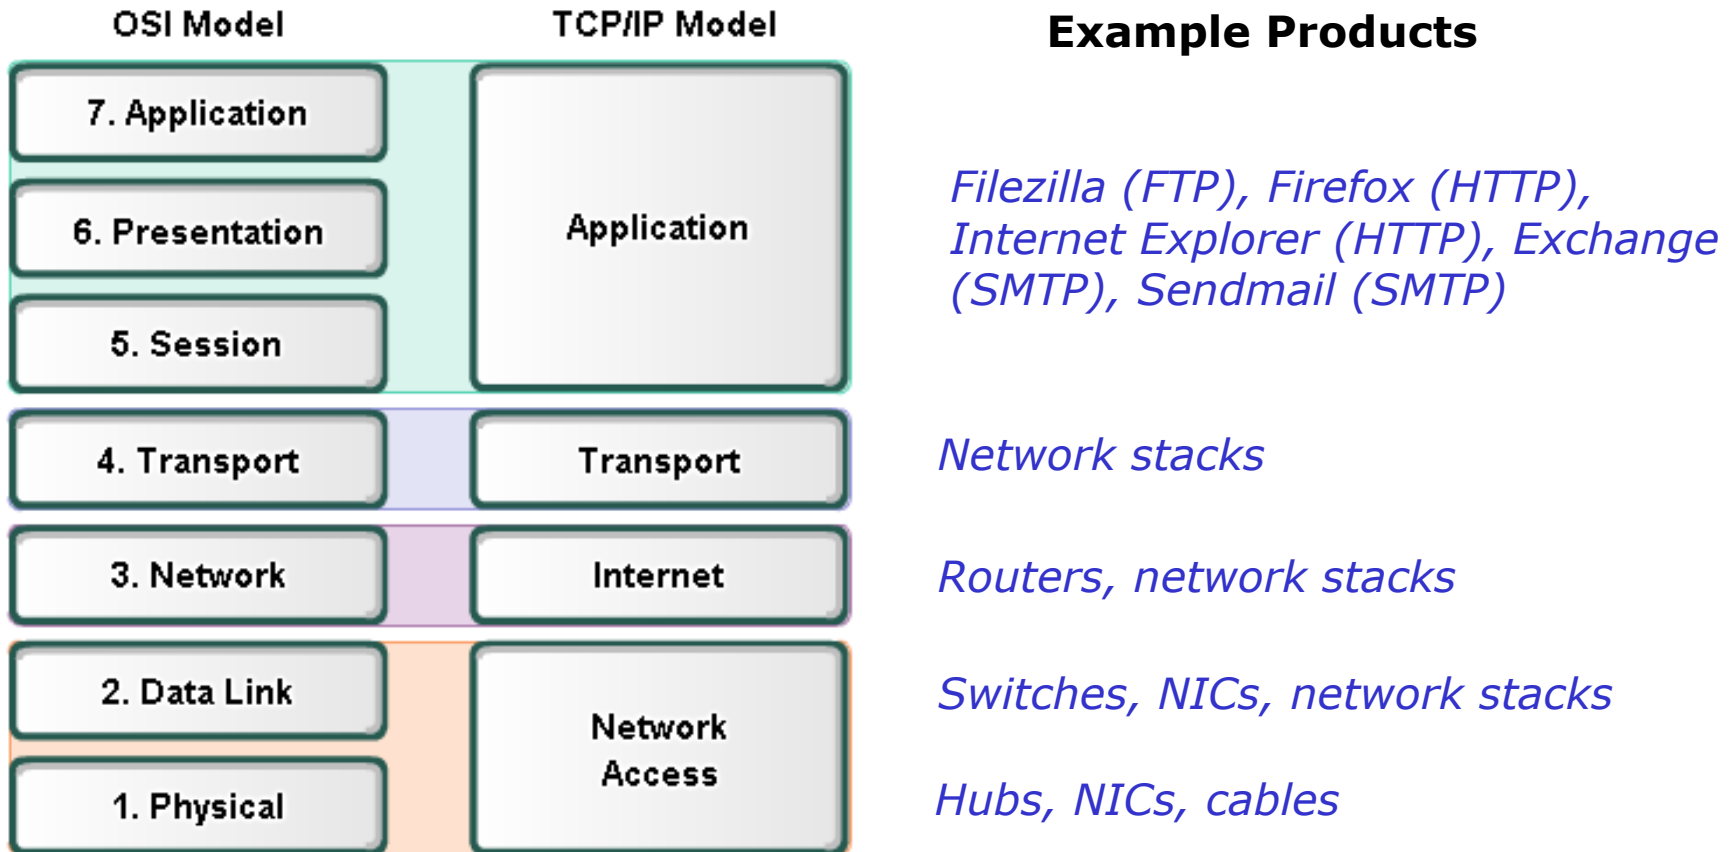 OSI Model
TCP/IP Model
Example Products
7. Application
6. Presentation
5. Session
Application
Filezilla (FTP), Firefox (HTTP),
Internet Explorer (HTTP), Exchange
(SMTP), Sendmail (SMTP)
4. Transport
Transport
Network stacks
3. Network
Internet
Routers, network stacks
2. Data Link
1. Physical
Network
Access
Switches, NICs, network stacks
Hubs, NICs, cables